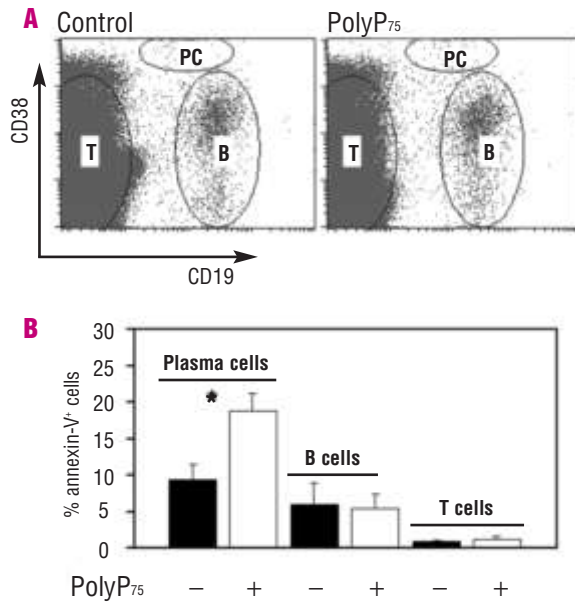 A Control PolyP75
PC PC
T B T B
CD38
CD19
B
30
25
20
15
10
5
0
% annexin-V+ cells
Plasma cells
*
B cells
T cells
PolyP75 − + − + − +